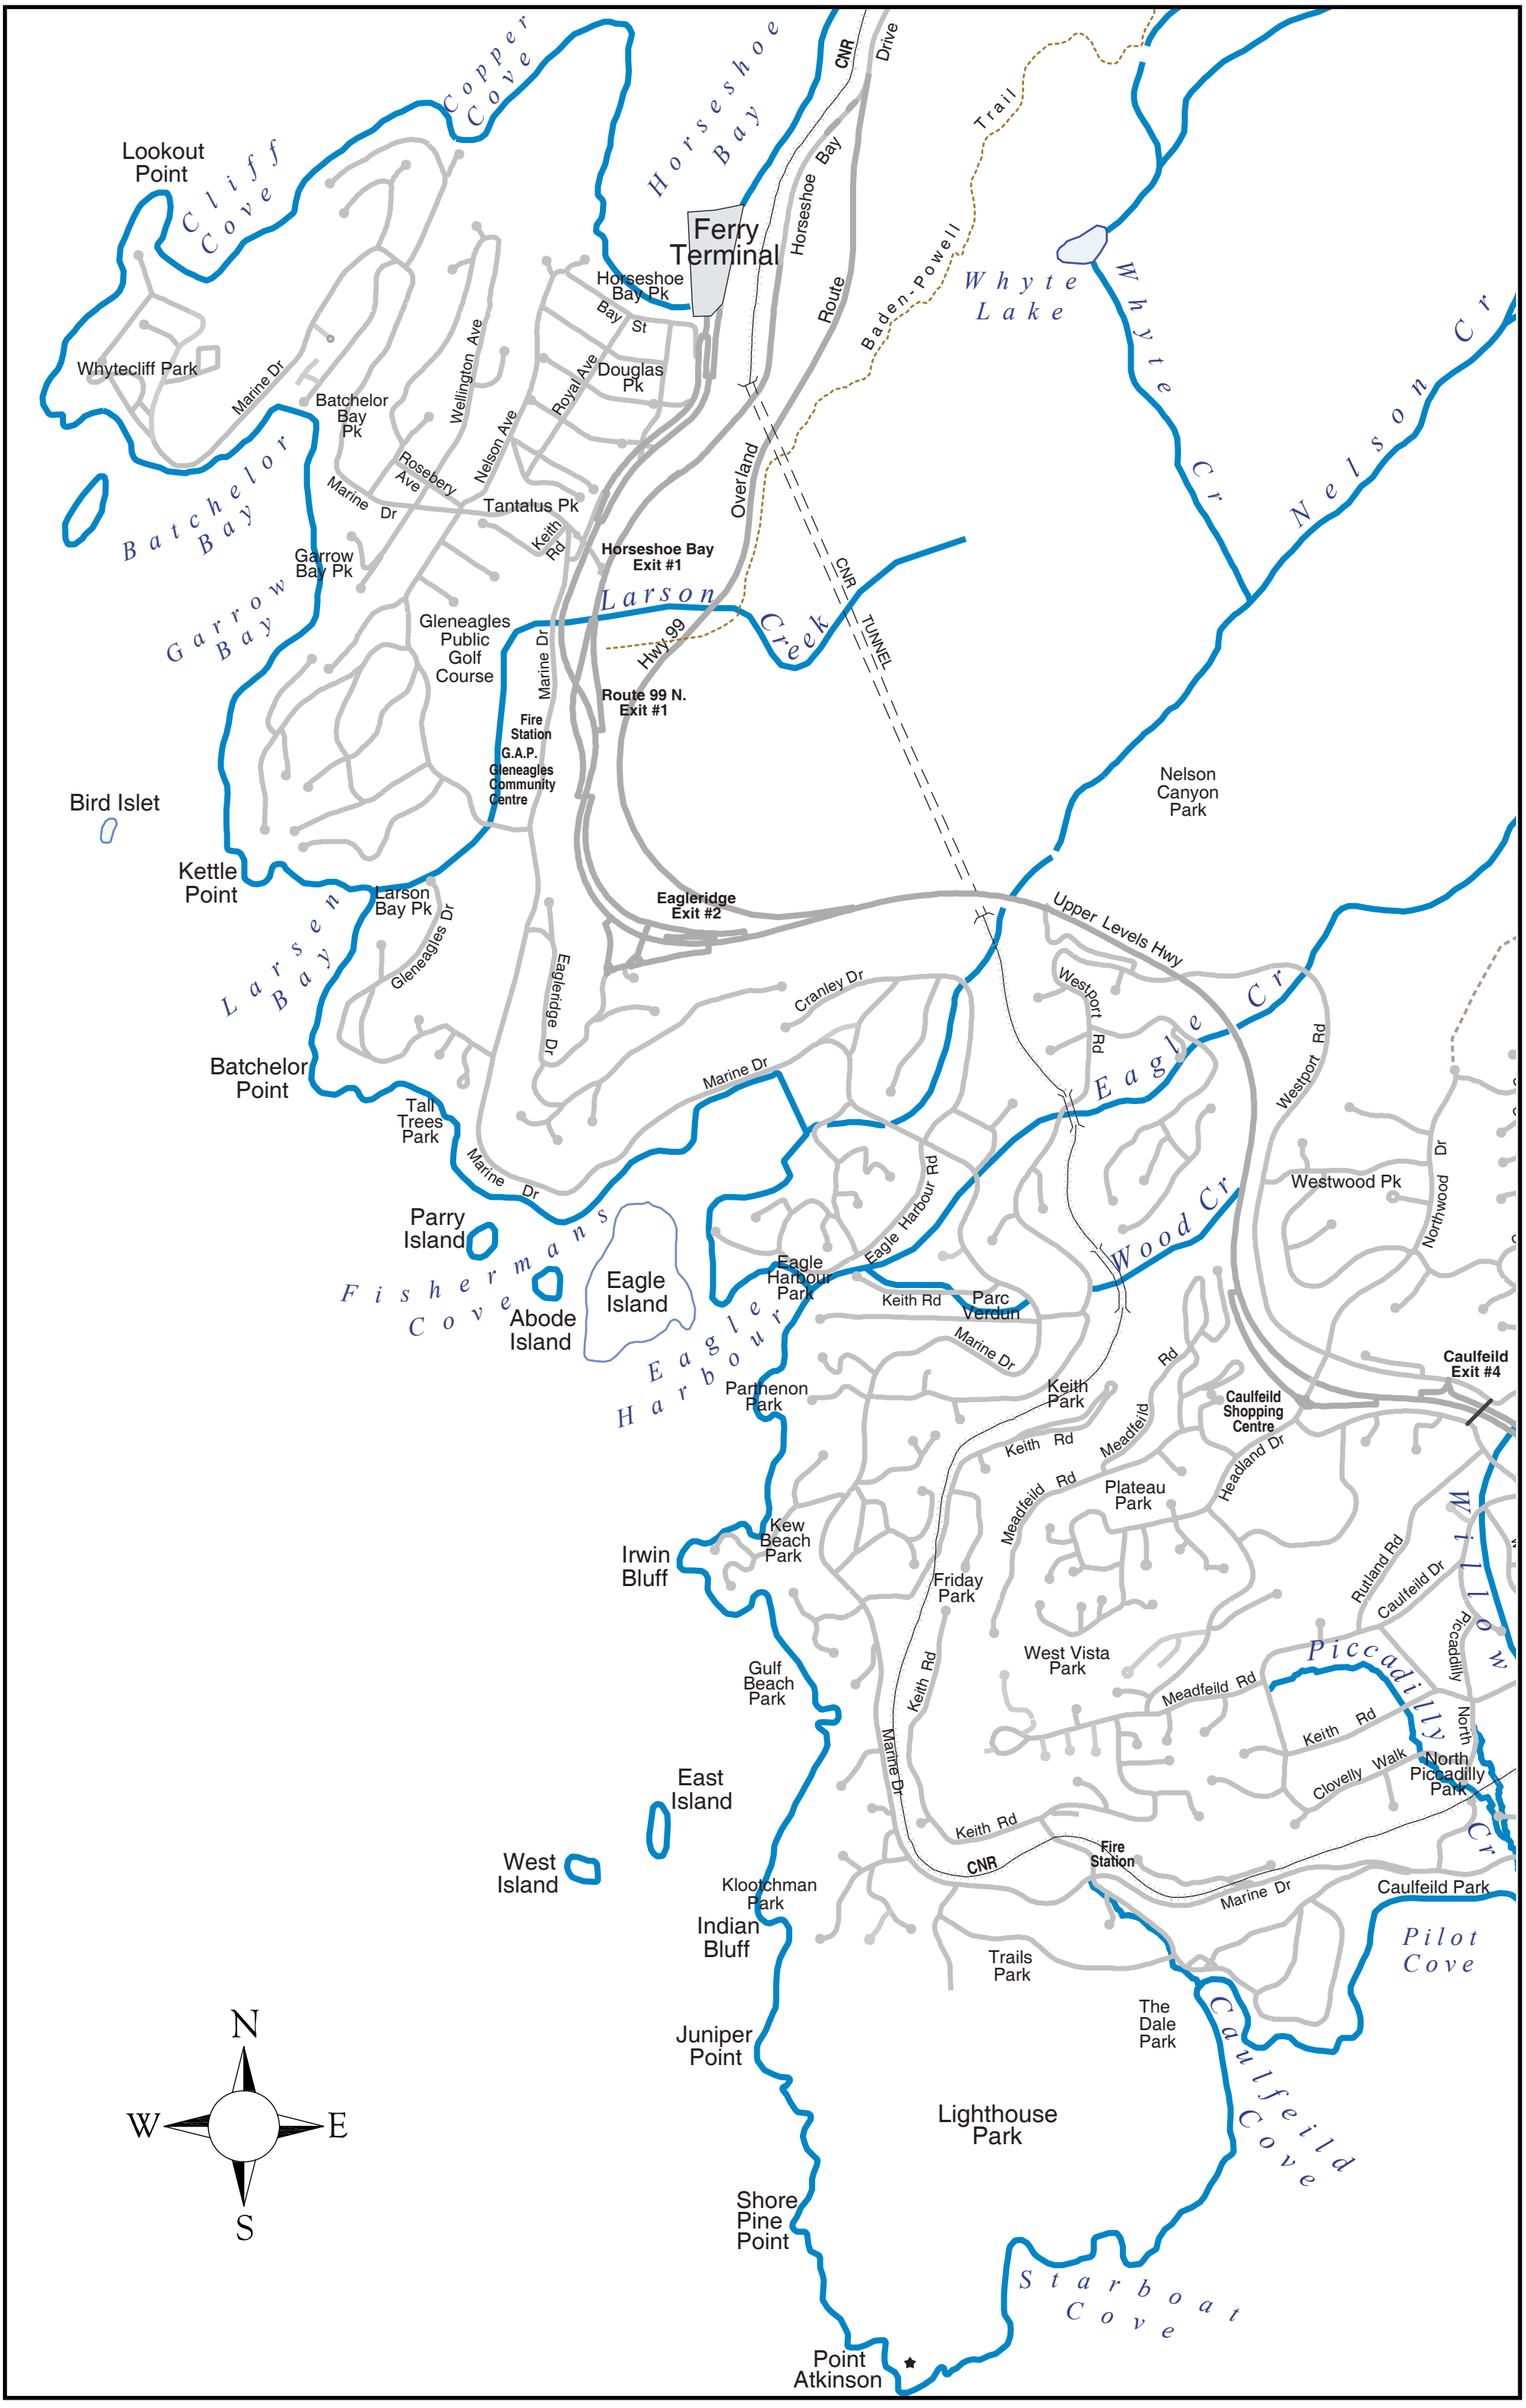 Copper
Cove
Horseshoe
Bay
CNR
Drive
Trail
Lookout
Point
Cliff
Cove
Ferry
Terminal
Horseshoe Bay
Horseshoe
Bay Pk
Bay St
Route
Baden-Powell
Whyte
Lake
Whyte Cr
Nelson Cr
Whytecliff Park
Marine Dr
Batchelor
Bay
Pk
Wellington Ave
Nelson Ave
Royal Ave
Douglas
Pk
Rosebery
Ave
Marine Dr
Tantalus Pk
Keith
Rd
Overland
Batchelor
Bay
Garrow
Bay Pk
Garrow
Bay
Horseshoe Bay
Exit #1
Larson
Creek
CNR TUNNEL
Hwy 99
Gleneagles
Public
Golf
Course
Marine Dr
Route 99 N.
Exit #1
Fire
Station
G.A.P.
Gleneagles
Community
Centre
Nelson
Canyon
Park
Bird Islet
Kettle
Point
Larson
Bay Pk
Gleneagles Dr
Larsen
Bay
Eagleridge
Exit #2
Upper Levels Hwy
Eagleridge Dr
Cranley Dr
Westport Rd
Eagle Cr
Westport Rd
Batchelor
Point
Tall
Trees
Park
Marine Dr
Marine Dr
Parry
Island
Fishermans
Cove
Abode
Island
Eagle
Island
Eagle Harbour Rd
Eagle
Harbour
Park
Eagle
Harbour
Keith Rd
Parc
Verdun
Marine Dr
Wood Cr
Westwood Pk
Northwood Dr
Parthenon
Park
Keith
Park
Keith Rd
Meadfeild Rd
Meadfeild Rd
Caulfeild
Shopping
Centre
Caulfeild
Exit #4
Headland Dr
Plateau
Park
Irwin
Bluff
Kew
Beach
Park
Friday
Park
Keith Rd
West Vista
Park
Rutland Rd
Caulfeild Dr
Willow
Cr
Piccadilly
North
Piccadilly
Meadfeild Rd
Keith Rd
Clovelly Walk
North
Piccadilly
Park
Gulf
Beach
Park
Marine Dr
East
Island
West
Island
Keith Rd
CNR
Fire
Station
Marine Dr
Caulfeild Park
Klootchman
Park
Indian
Bluff
Pilot
Cove
Trails
Park
The
Dale
Park
Caulfeild
Cove
Juniper
Point
Lighthouse
Park
Shore
Pine
Point
Starboat
Cove
Point
Atkinson
N
W
E
S